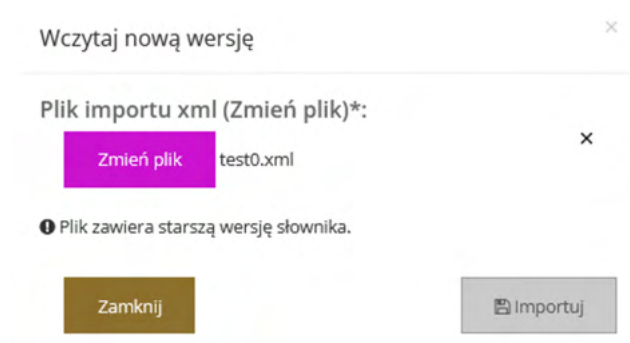 Wczytaj nową wersję
Plik importu xml (Zmień plik)*:
Zmień plik test0.xml
Plik zawiera starszą wersję słownika.
Zamknij
Importuj